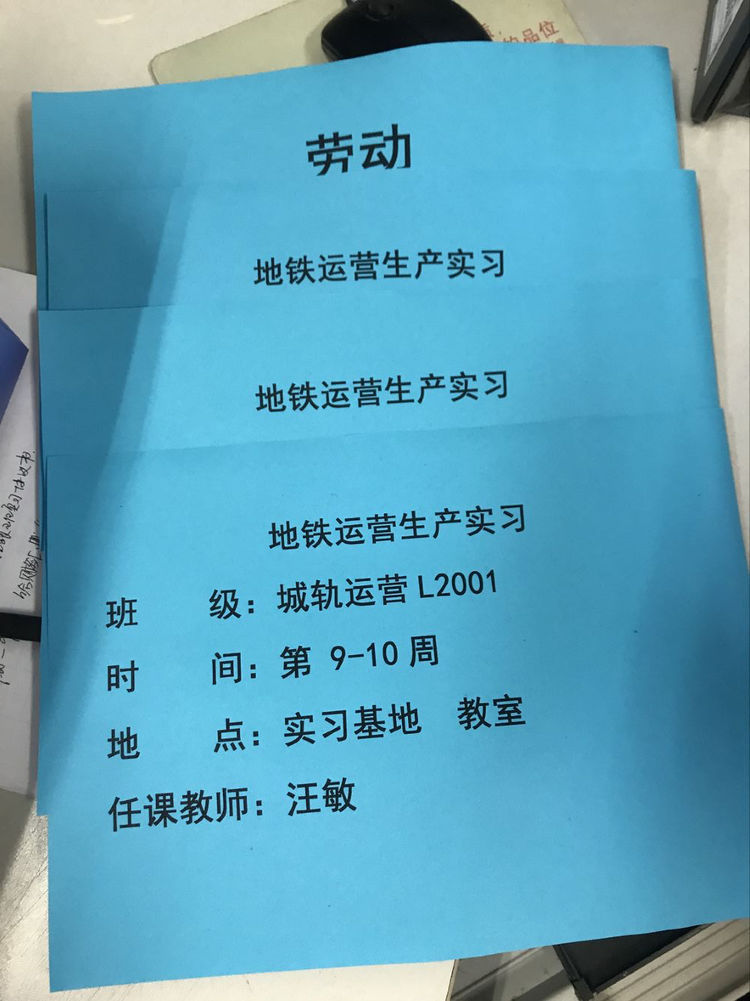 品位
劳动
地铁运营生产实习
地铁运营生产实习
地铁运营生产实习
班 级：城轨运营 L2001
时 间：第 9-10 周
地 点：实习基地 教室
任课教师：汪敏